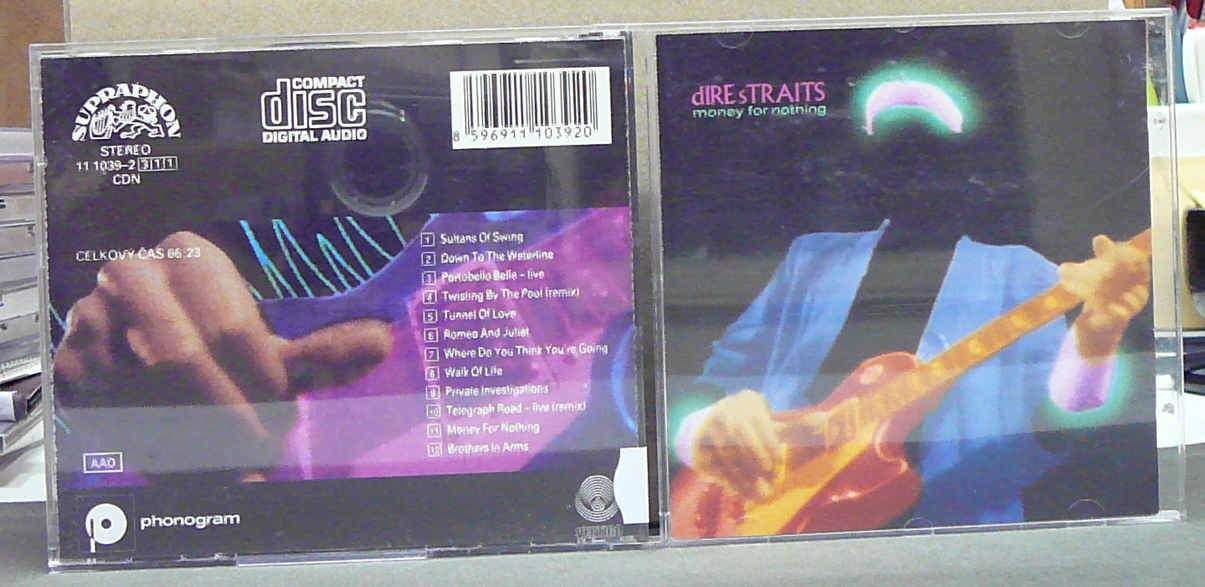 SUPRAPHON
STEREO
11 1039-2 311
CDN
COMPACT
disc
DIGITAL AUDIO
8 596911 103920
CELKOVÝ ČAS 66:23
1 Sultans Of Swing
2 Down To The Waterline
3 Portobello Belle - live
4 Twisting By The Pool (remix)
5 Tunnel Of Love
6 Romeo And Juliet
7 Where Do You Think You're Going
8 Walk Of Life
9 Private Investigations
10 Telegraph Road - live (remix)
11 Money For Nothing
12 Brothers In Arms
AAD
phonogram
VERTIGO
dIRE sTRAITS
money for nothing